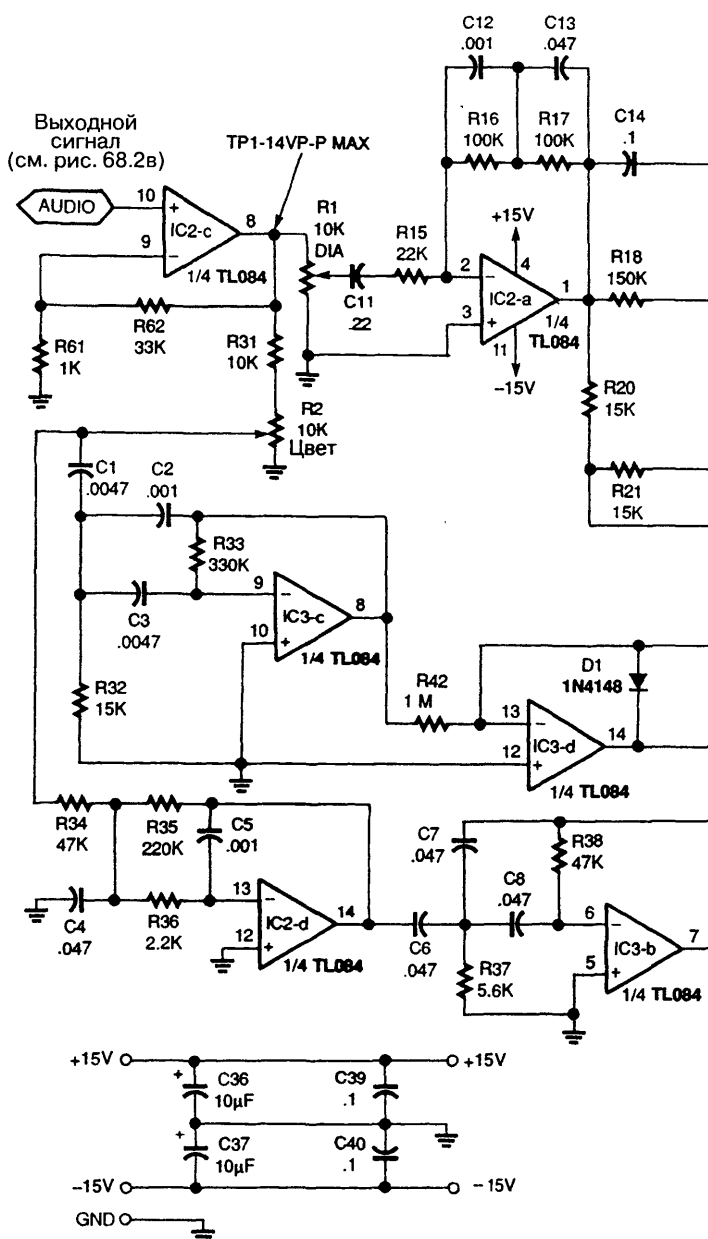 C12
.001
C13
.047
Выходной
сигнал
(см. рис. 68.2в)
TP1-14VP-P MAX
R16
100K
R17
100K
C14
.1
AUDIO
10
+
IC2-c
8
9
−
1/4 TL084
R1
10K
DIA
R15
22K
+15V
C11
.22
2
−
4
IC2-a
1
3
+
11
1/4
TL084
−15V
R18
150K
R62
33K
R61
1K
R31
10K
R20
15K
R2
10K
Цвет
R21
15K
C1
.0047
C2
.001
R33
330K
C3
.0047
9
−
IC3-c
8
10
+
1/4 TL084
R32
15K
R42
1 M
D1
1N4148
13
−
IC3-d
14
12
+
1/4 TL084
R34
47K
R35
220K
C5
.001
C4
.047
R36
2.2K
13
−
IC2-d
14
12
+
1/4 TL084
C7
.047
R38
47K
C8
.047
C6
.047
R37
5.6K
6
−
IC3-b
7
5
+
1/4 TL084
+15V
+15V
+
C36
10µF
C39
.1
+
C37
10µF
C40
.1
−15V
−15V
GND